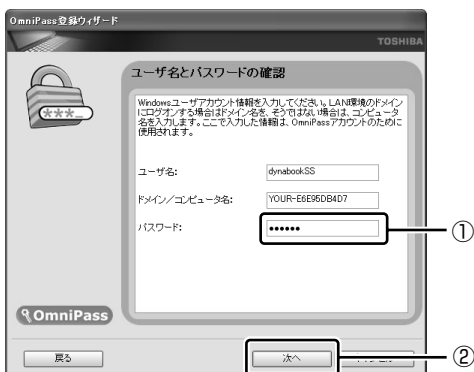 OmniPass登録ウィザード
TOSHIBA
ユーザ名とパスワードの確認
Windowsユーザアカウント情報を入力してください。LAN環境のドメイン
にログオンする場合はドメイン名を、そうではない場合は、コンピュータ
名を入力します。ここで入力した情報は、OmniPassアカウントのために
使用されます。
ユーザ名:
dynabookSS
ドメイン/コンピュータ名:
YOUR-E6E95DB4D7
パスワード:
••••••
①
OmniPass
戻る
次へ
②